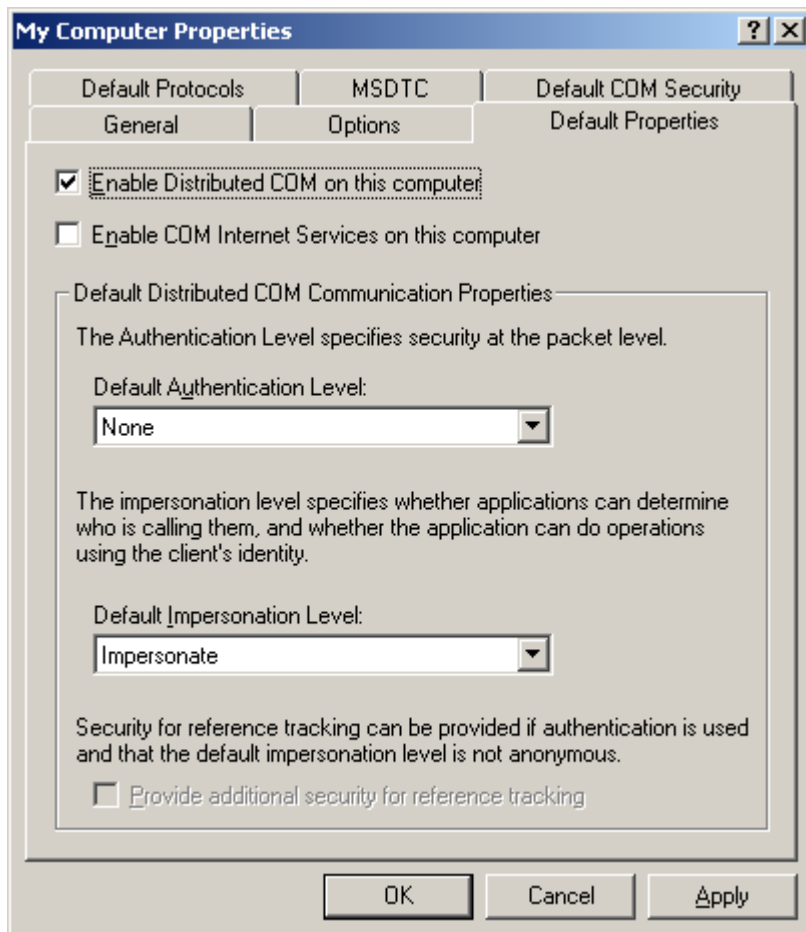 My Computer Properties
Default Protocols
MSDTC
Default COM Security
General
Options
Default Properties
Enable Distributed COM on this computer
Enable COM Internet Services on this computer
Default Distributed COM Communication Properties
The Authentication Level specifies security at the packet level.
Default Authentication Level:
None
The impersonation level specifies whether applications can determine
who is calling them, and whether the application can do operations
using the client's identity.
Default Impersonation Level:
Impersonate
Security for reference tracking can be provided if authentication is used
and that the default impersonation level is not anonymous.
Provide additional security for reference tracking
OK
Cancel
Apply